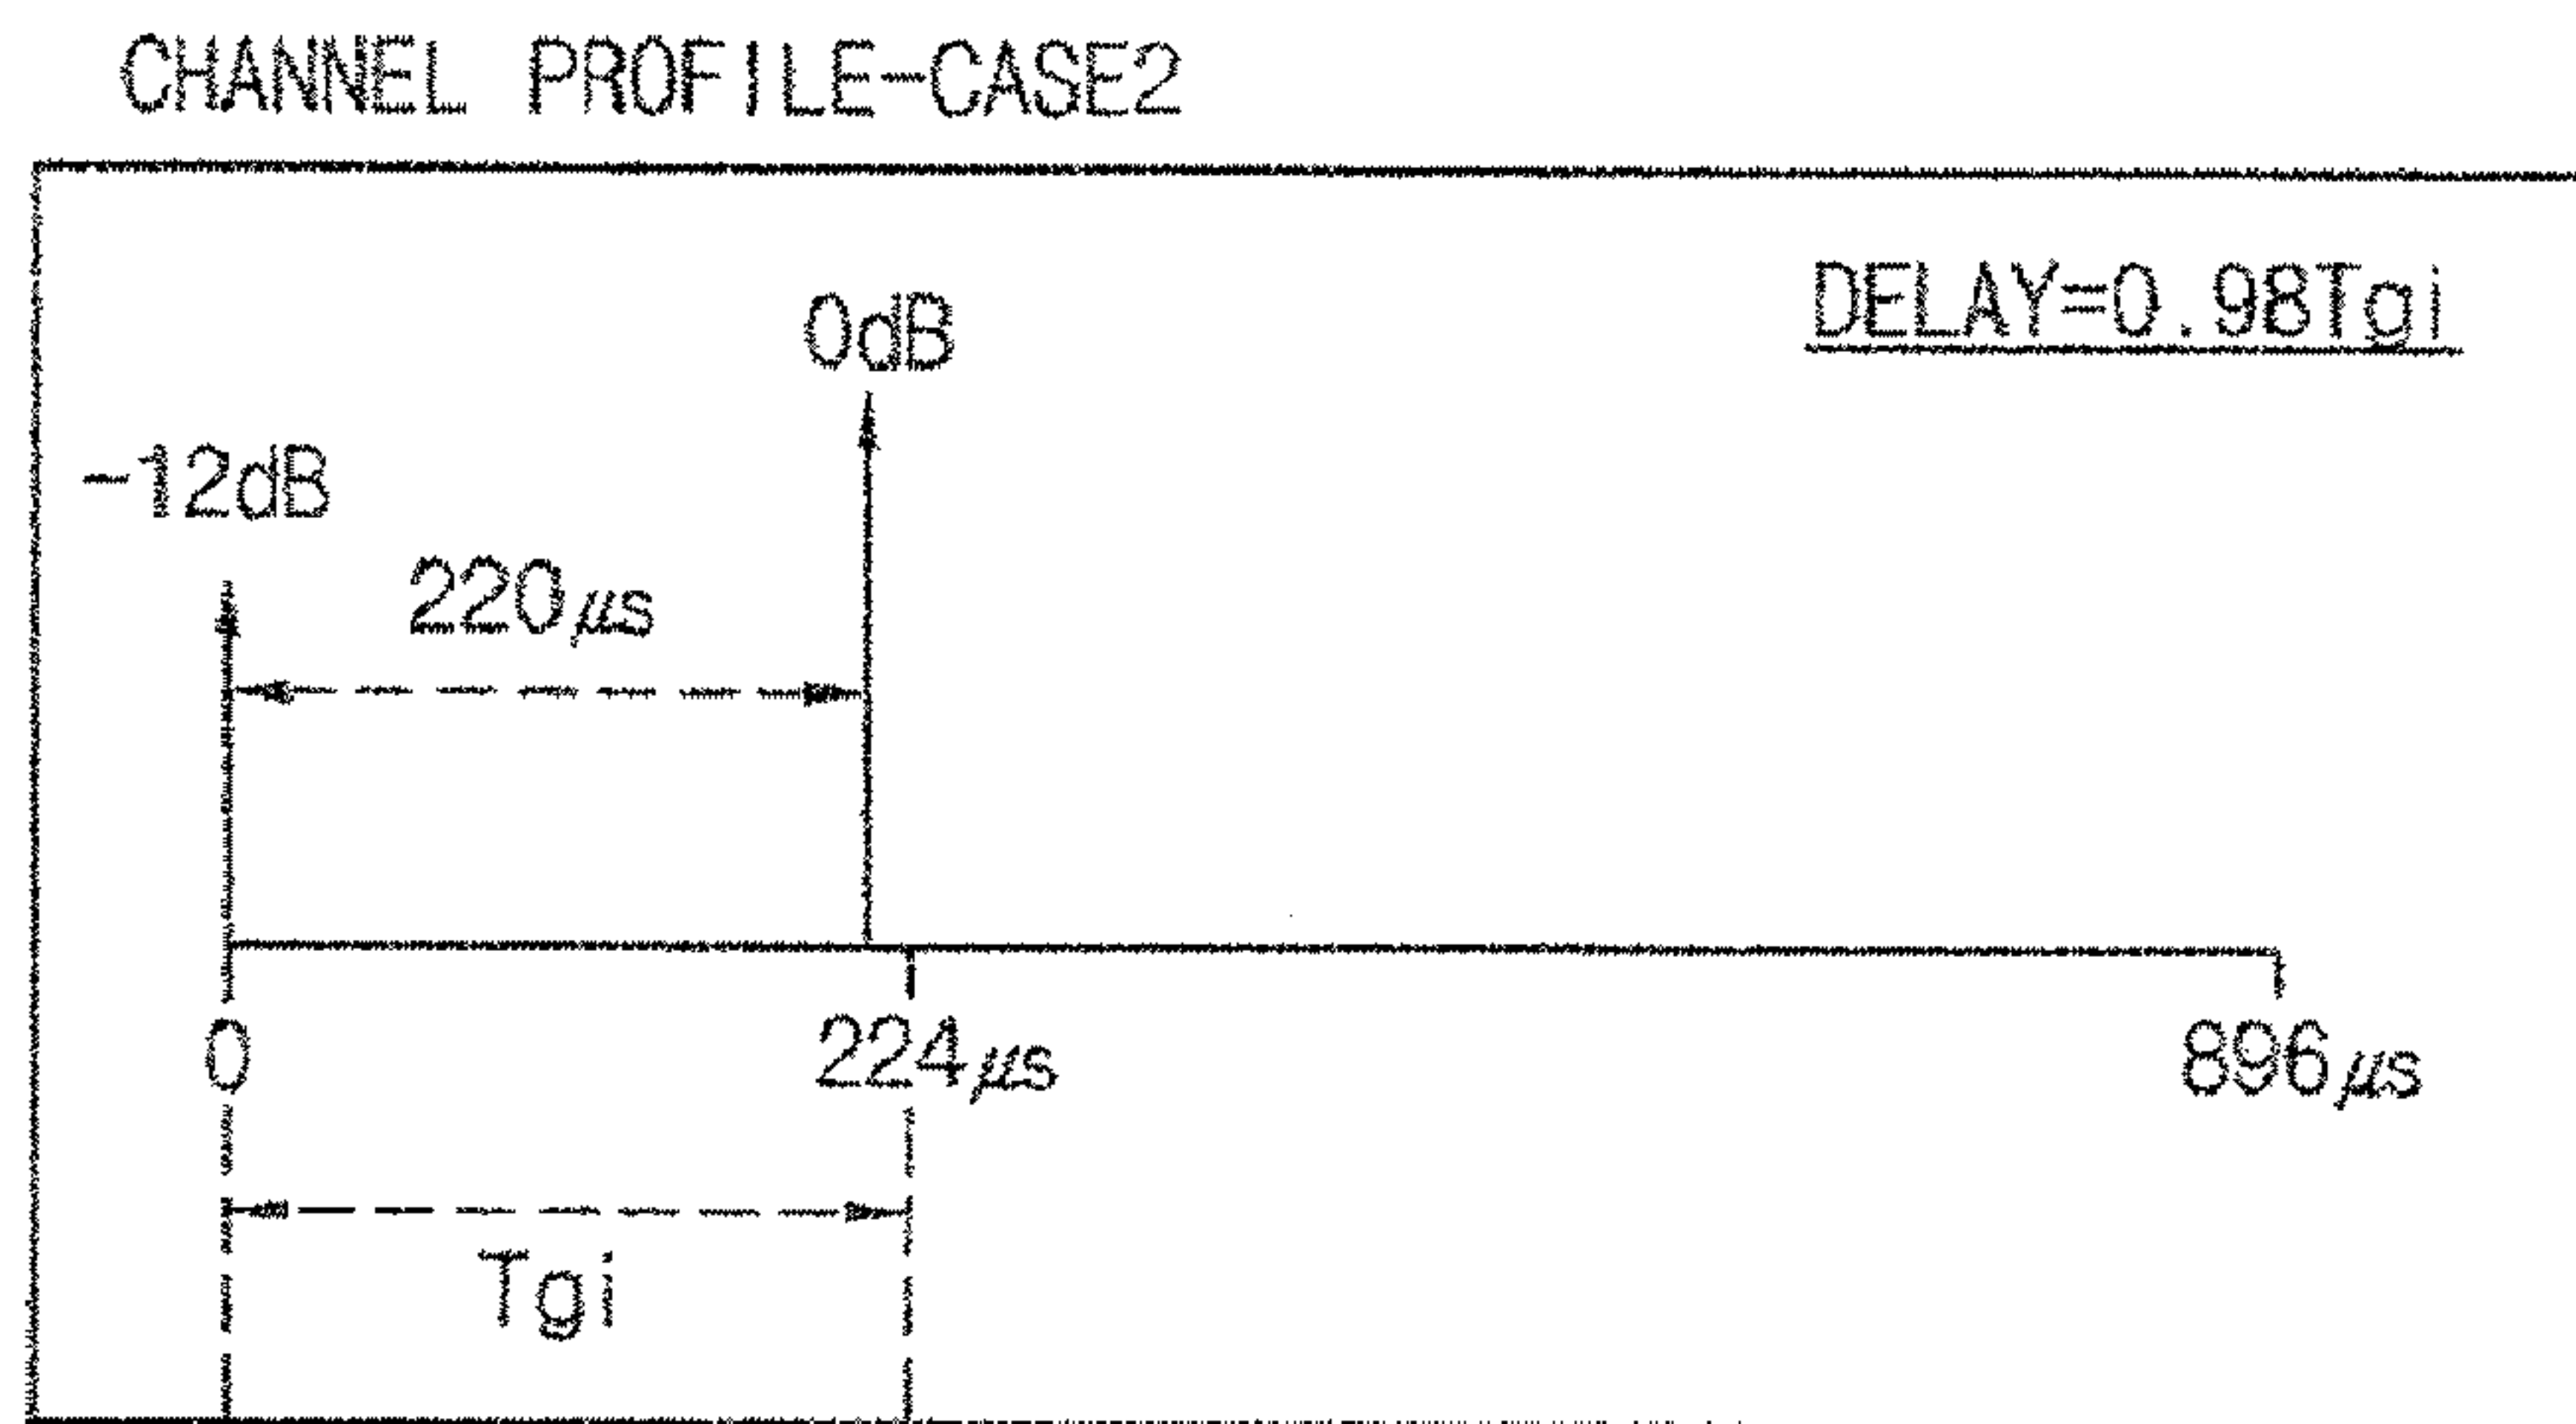 CHANNEL PROFILE-CASE2
DELAY=0.98Tgi
0dB
-12dB
220μs
0
224μs
896μs
Tgi